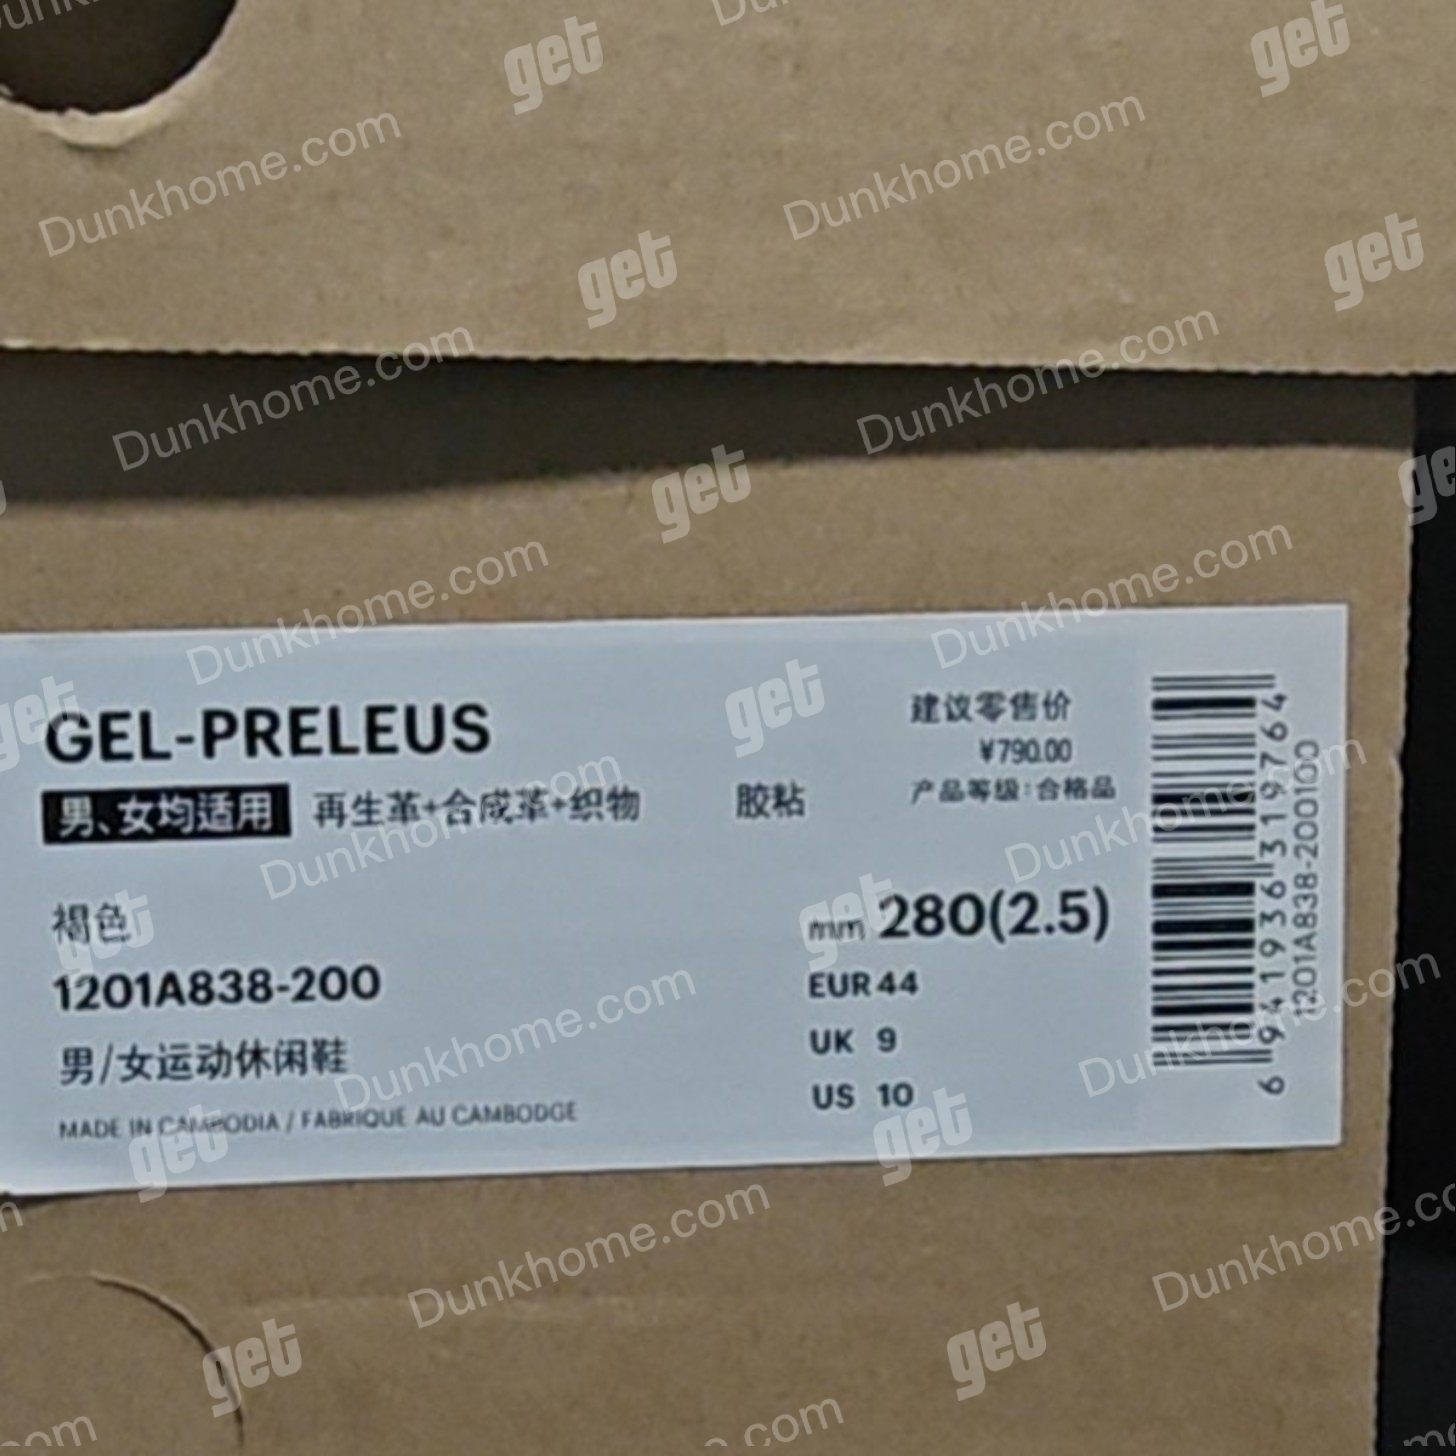 GEL-PRELEUS
男、女均适用 再生革+合成革+织物 胶粘
建议零售价
¥790.00
产品等级:合格品
褐色
1201A838-200
男/女运动休闲鞋
MADE IN CAMBODIA / FABRIQUE AU CAMBODGE
mm 280(2.5)
EUR 44
UK 9
US 10
6941936319764
1201A838-200100
get
Dunkhome.com